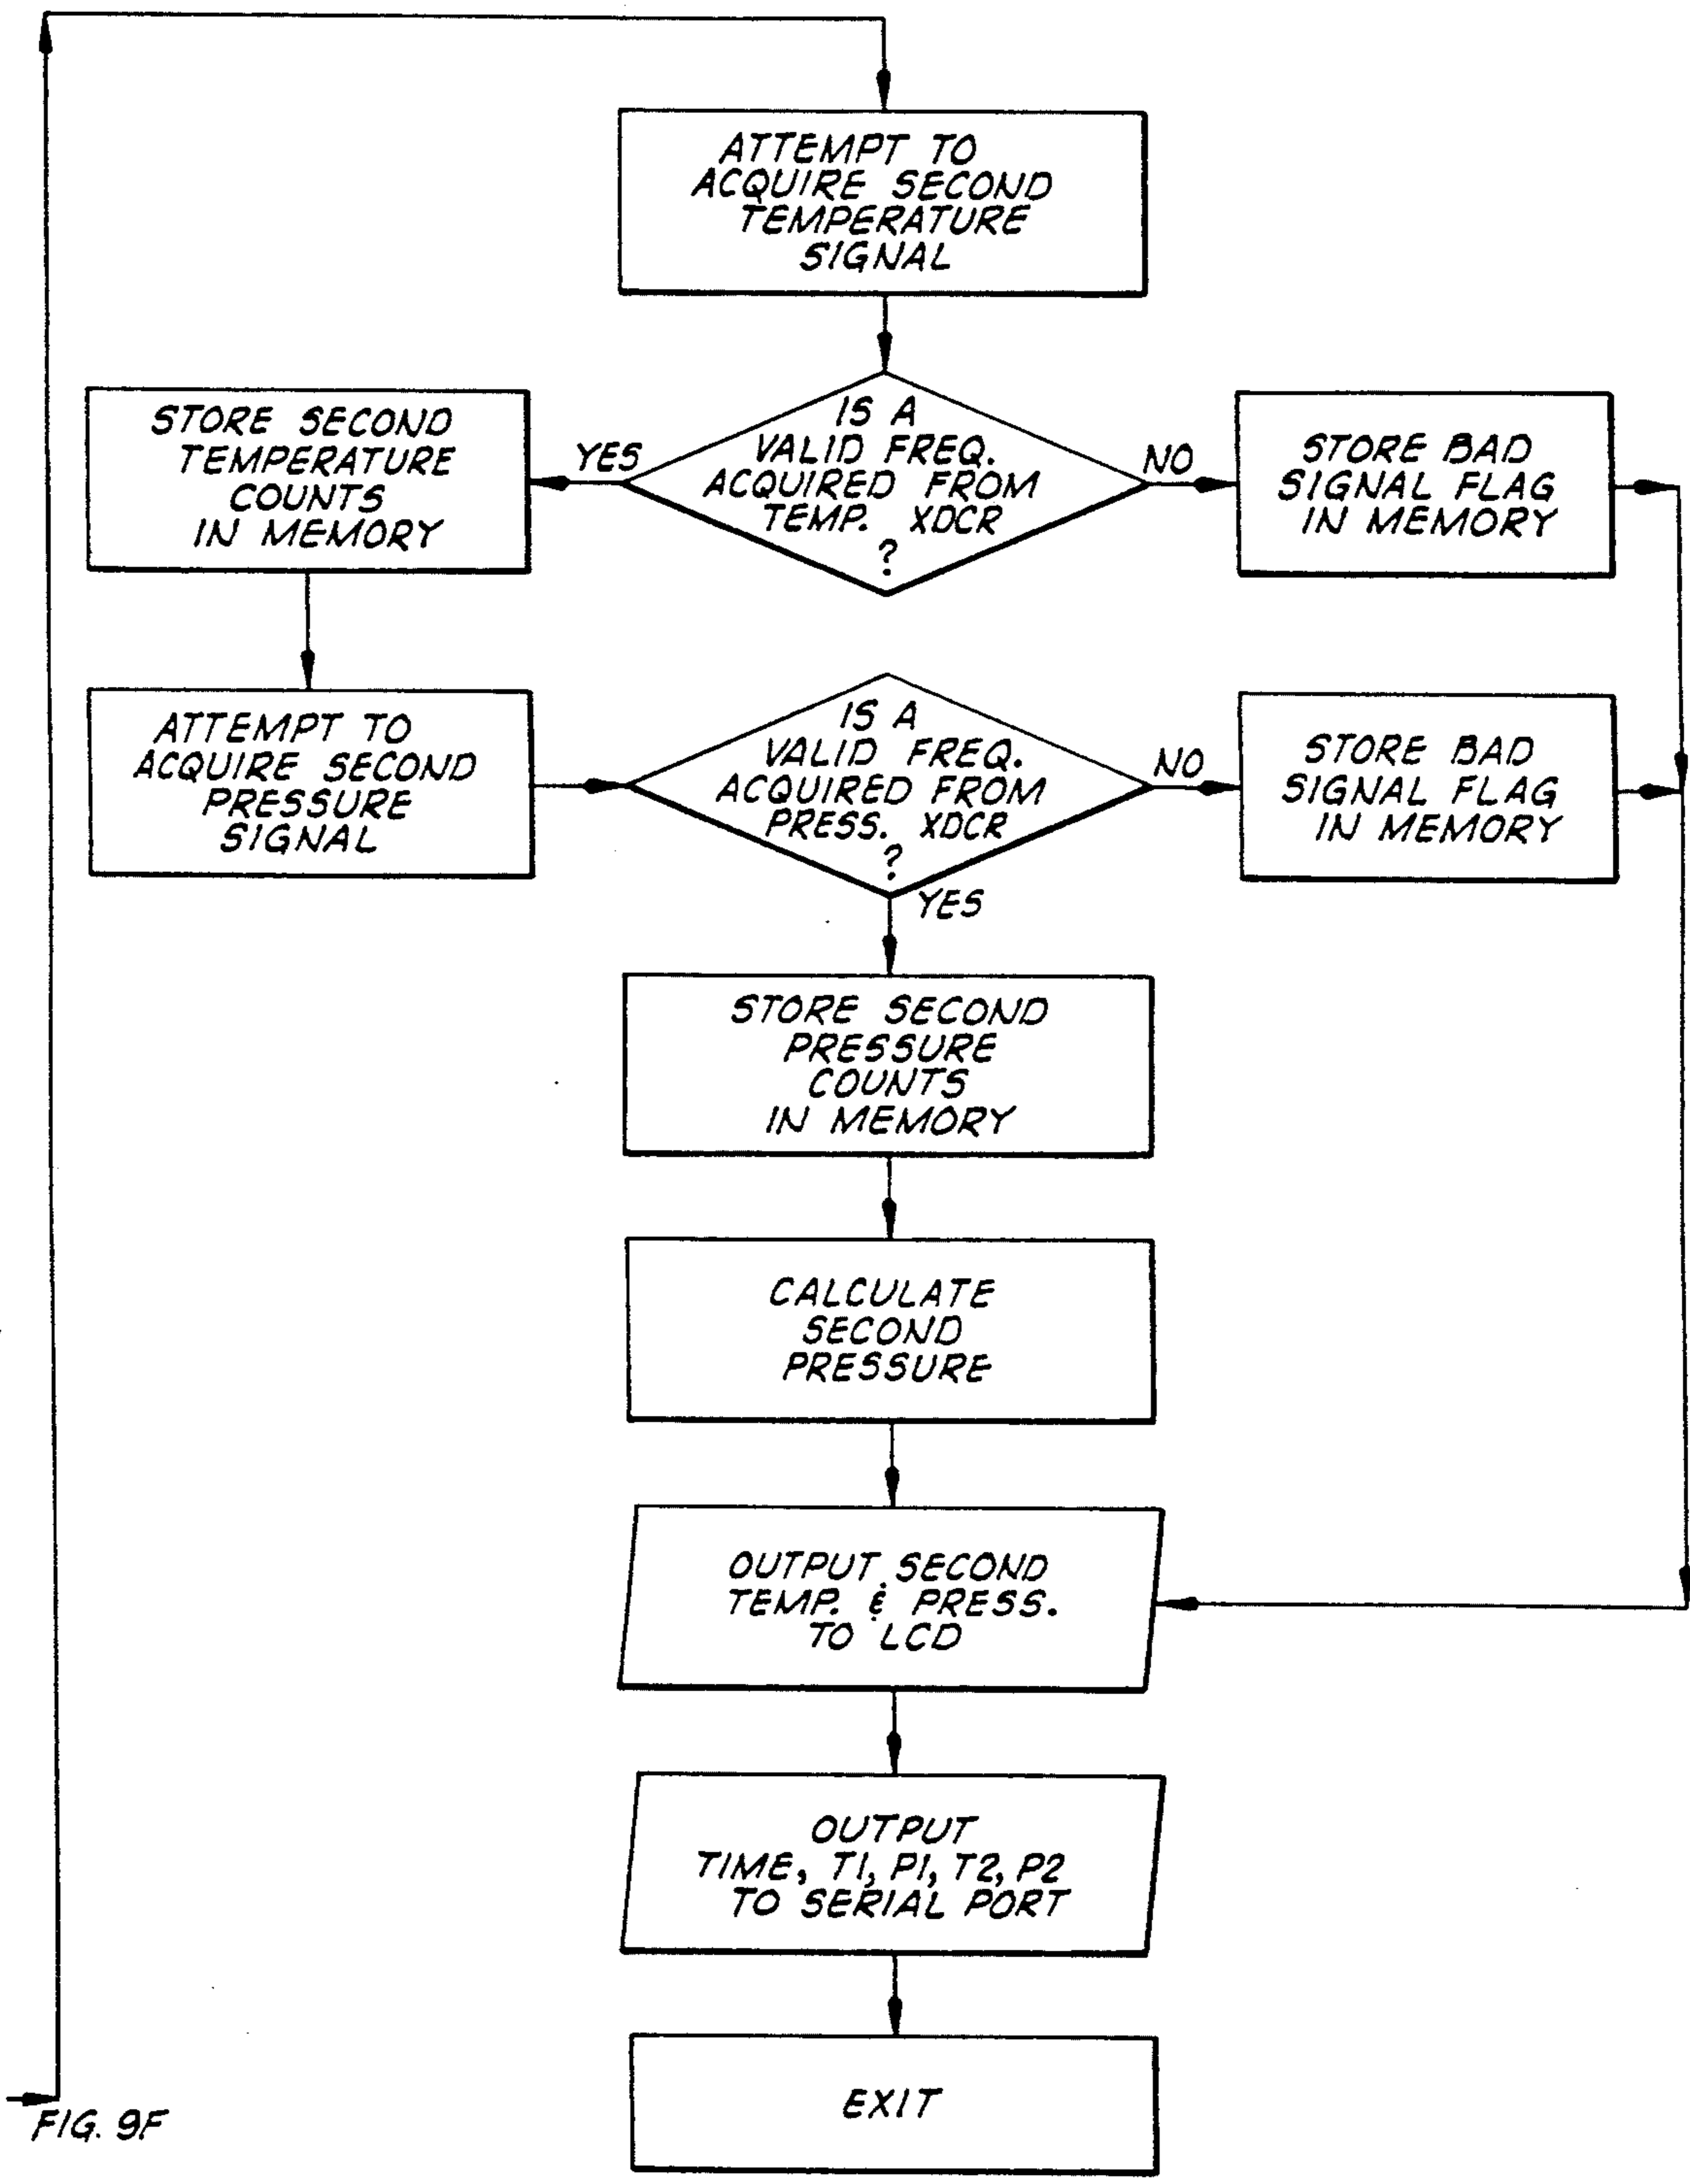 ATTEMPT TO
ACQUIRE SECOND
TEMPERATURE
SIGNAL
IS A
VALID FREQ.
ACQUIRED FROM
TEMP. XDCR
?
YES
NO
STORE SECOND
TEMPERATURE
COUNTS
IN MEMORY
STORE BAD
SIGNAL FLAG
IN MEMORY
ATTEMPT TO
ACQUIRE SECOND
PRESSURE
SIGNAL
IS A
VALID FREQ.
ACQUIRED FROM
PRESS. XDCR
?
NO
YES
STORE BAD
SIGNAL FLAG
IN MEMORY
STORE SECOND
PRESSURE
COUNTS
IN MEMORY
CALCULATE
SECOND
PRESSURE
OUTPUT SECOND
TEMP. & PRESS.
TO LCD
OUTPUT
TIME, T1, P1, T2, P2
TO SERIAL PORT
EXIT
FIG. 9F